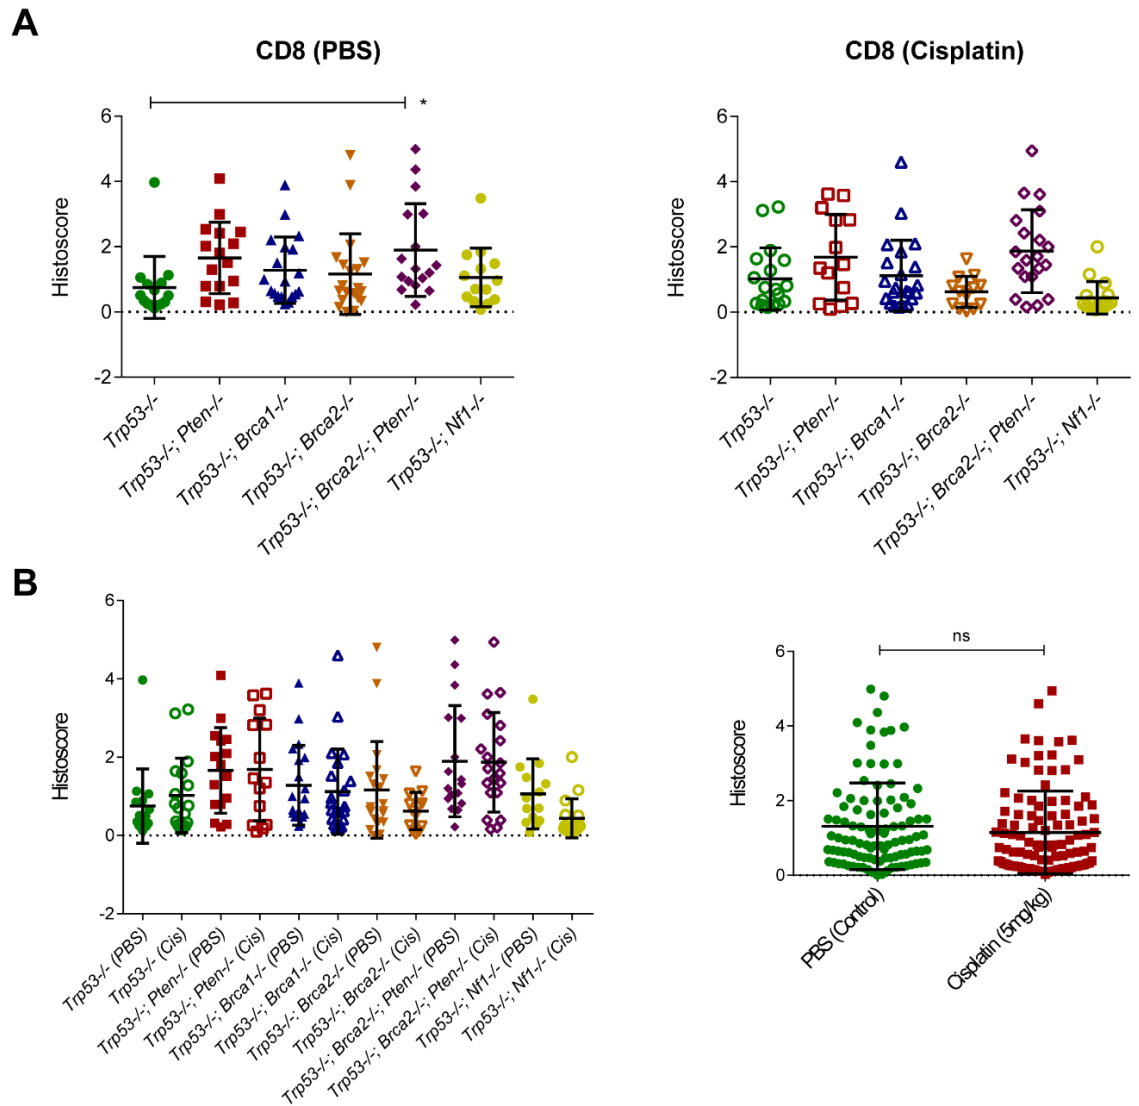 A
CD8 (PBS)
*
Histoscore
6
4
2
0
-2
Trp53-/-
Trp53-/-; Pten-/-
Trp53-/-; Brca1-/-
Trp53-/-; Brca2-/-
Trp53-/-; Brca2-/-; Pten-/-
Trp53-/-; Nf1-/-
CD8 (Cisplatin)
Histoscore
6
4
2
0
-2
Trp53-/-
Trp53-/-; Pten-/-
Trp53-/-; Brca1-/-
Trp53-/-; Brca2-/-
Trp53-/-; Brca2-/-; Pten-/-
Trp53-/-; Nf1-/-
B
Histoscore
6
4
2
0
-2
Trp53-/- (PBS)
Trp53-/- (Cis)
Trp53-/-; Pten-/- (PBS)
Trp53-/-; Pten-/- (Cis)
Trp53-/-; Brca1-/- (PBS)
Trp53-/-; Brca1-/- (Cis)
Trp53-/-; Brca2-/- (PBS)
Trp53-/-; Brca2-/- (Cis)
Trp53-/-; Brca2-/-; Pten-/- (PBS)
Trp53-/-; Brca2-/-; Pten-/- (Cis)
Trp53-/-; Nf1-/- (PBS)
Trp53-/-; Nf1-/- (Cis)
ns
Histoscore
6
4
2
0
PBS (Control)
Cisplatin (5mg/kg)